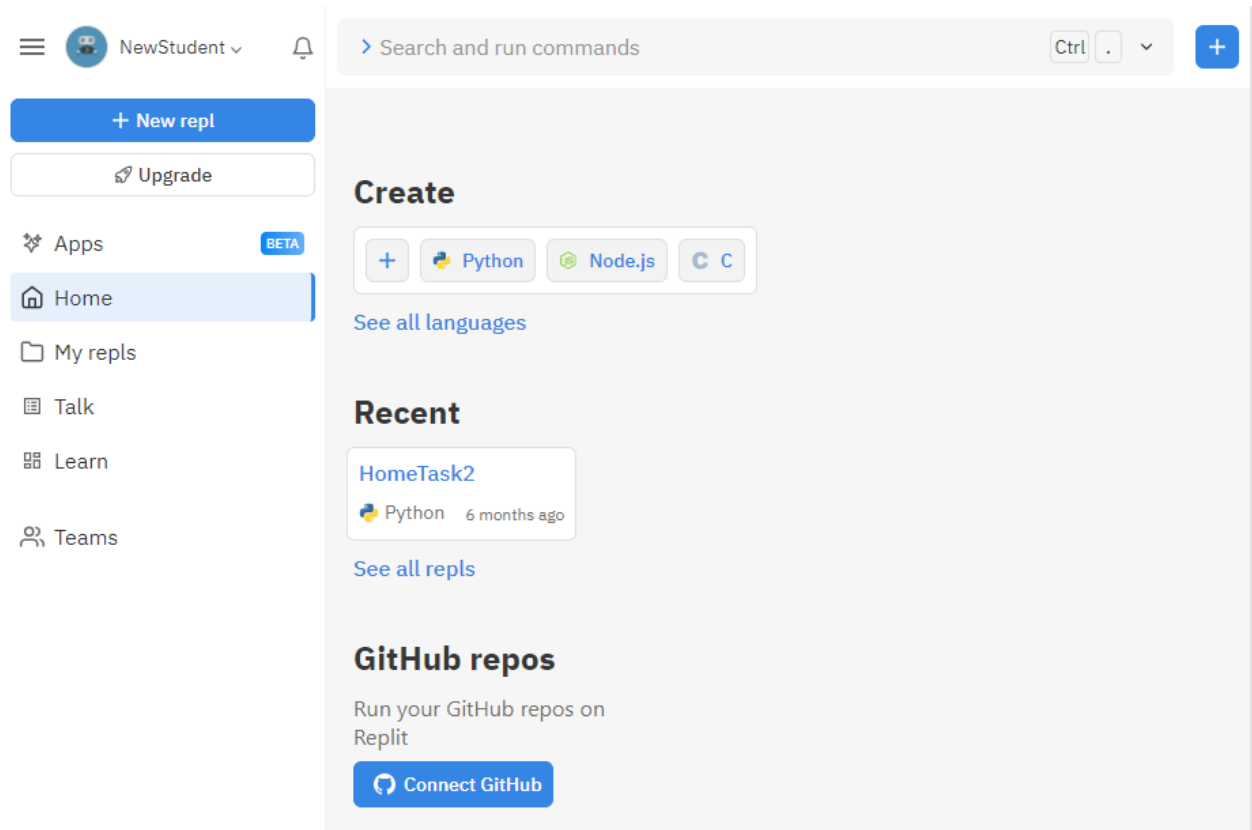 NewStudent
Search and run commands
Ctrl .
+ New repl
Upgrade
Apps BETA
Home
My repls
Talk
Learn
Teams
Create
+ Python Node.js C C
See all languages
Recent
HomeTask2
Python 6 months ago
See all repls
GitHub repos
Run your GitHub repos on
Replit
Connect GitHub